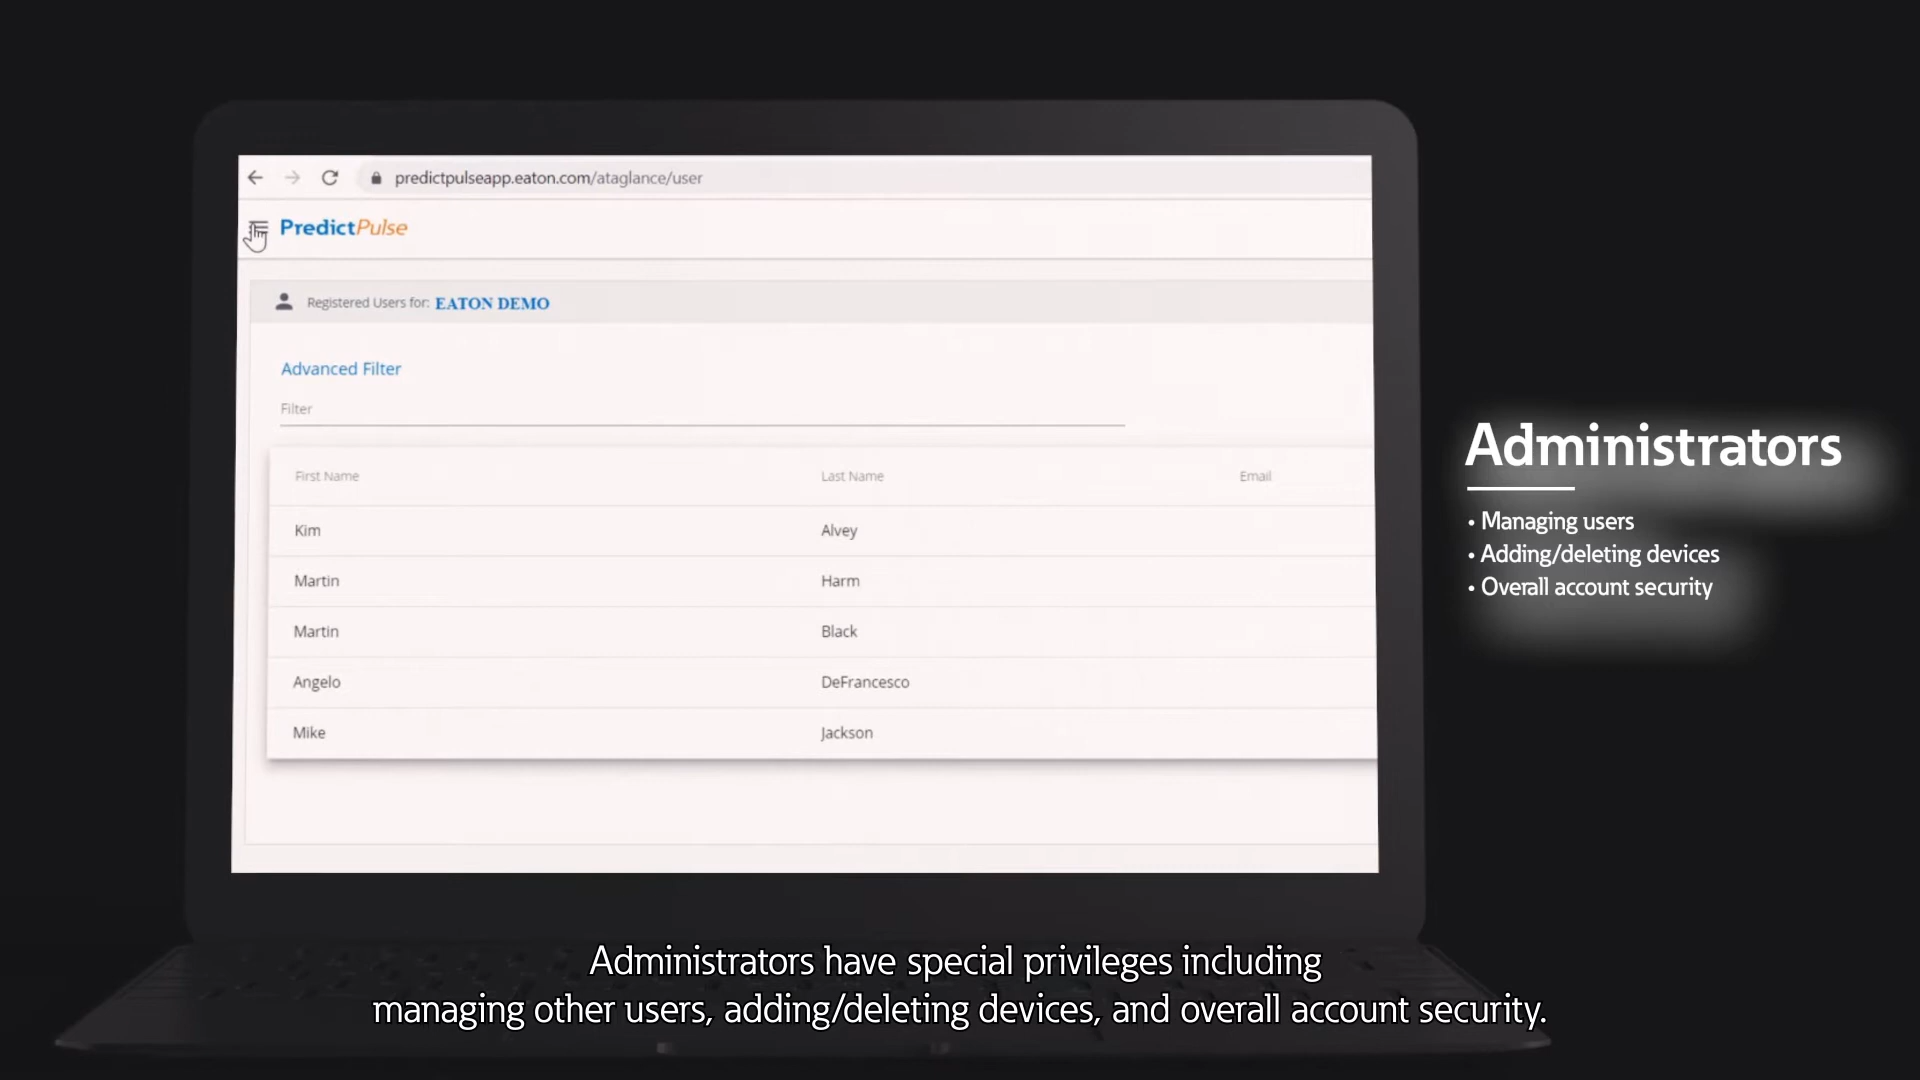 predictpulseapp.eaton.com/ataglance/user
PredictPulse
Registered Users for: EATON DEMO
Advanced Filter
Filter
First Name Last Name Email
Kim Alvey
Martin Harm
Martin Black
Angelo DeFrancesco
Mike Jackson
Administrators
• Managing users
• Adding/deleting devices
• Overall account security
Administrators have special privileges including
managing other users, adding/deleting devices, and overall account security.